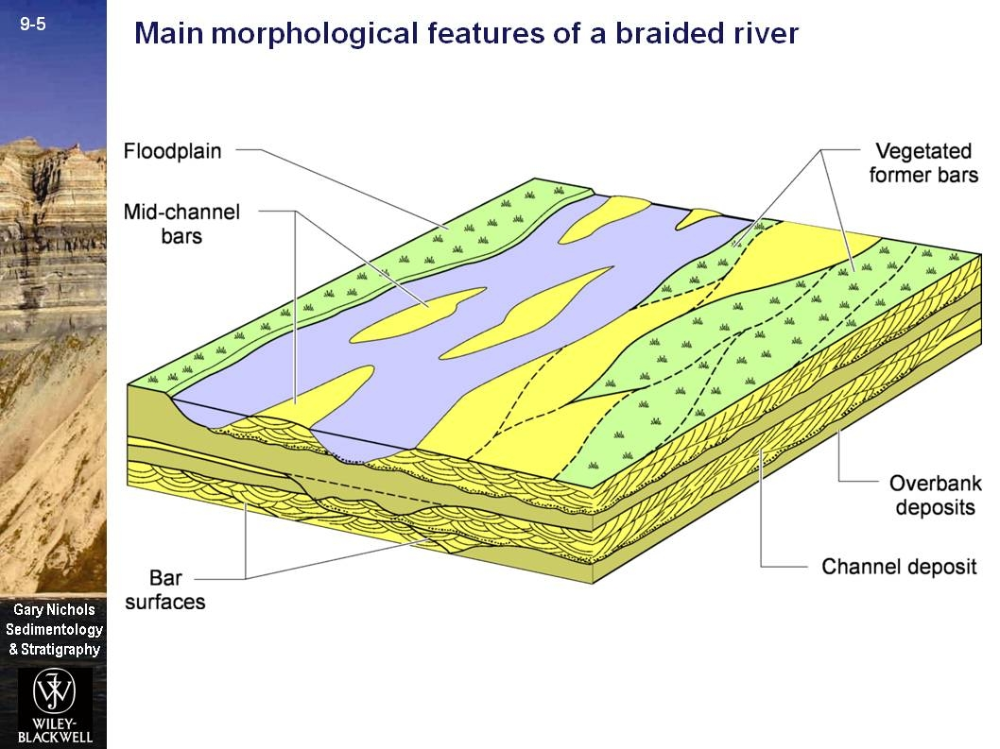 9-5
Main morphological features of a braided river
Floodplain
Mid-channel
bars
Vegetated
former bars
Overbank
deposits
Channel deposit
Bar
surfaces
Gary Nichols
Sedimentology
& Stratigraphy
WILEY-
BLACKWELL